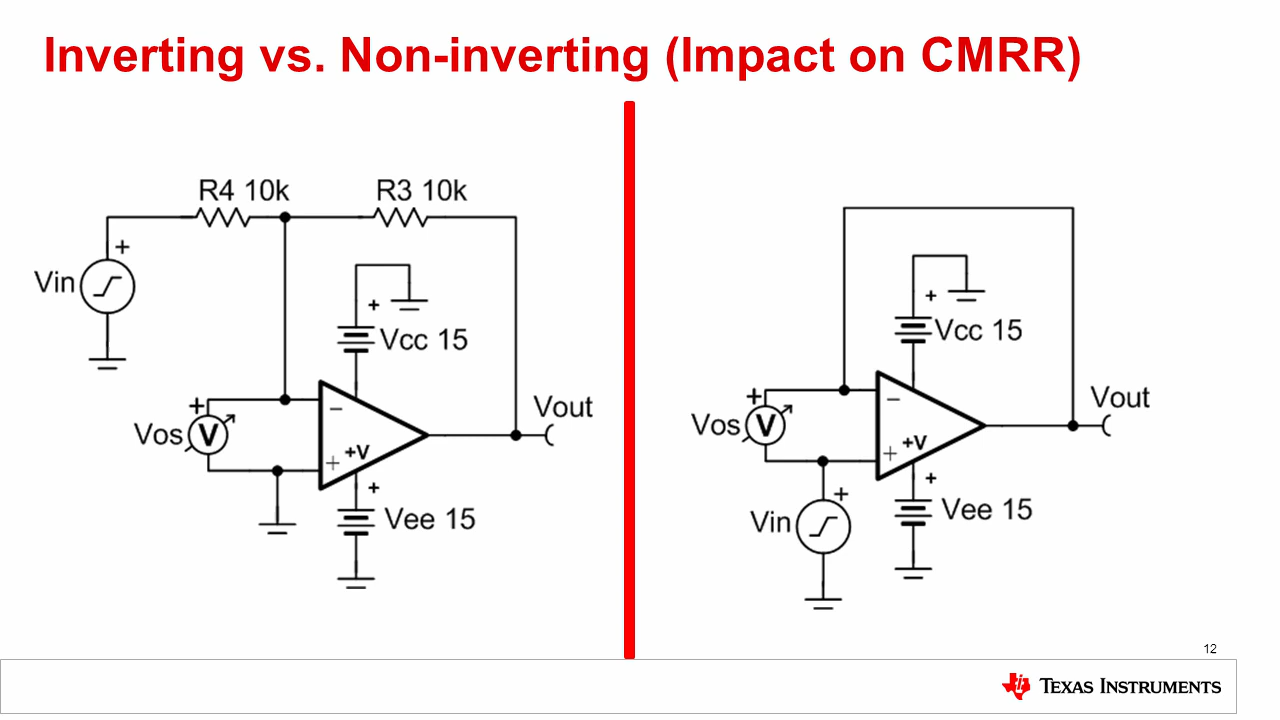 Inverting vs. Non-inverting (Impact on CMRR)
R4 10k
R3 10k
+
Vin
+
Vcc 15
+
Vos
V
−
+
+V
Vout
+
Vee 15
+
Vcc 15
+
Vos
V
−
+
+V
Vout
+
Vin
+
Vee 15
12
TEXAS INSTRUMENTS